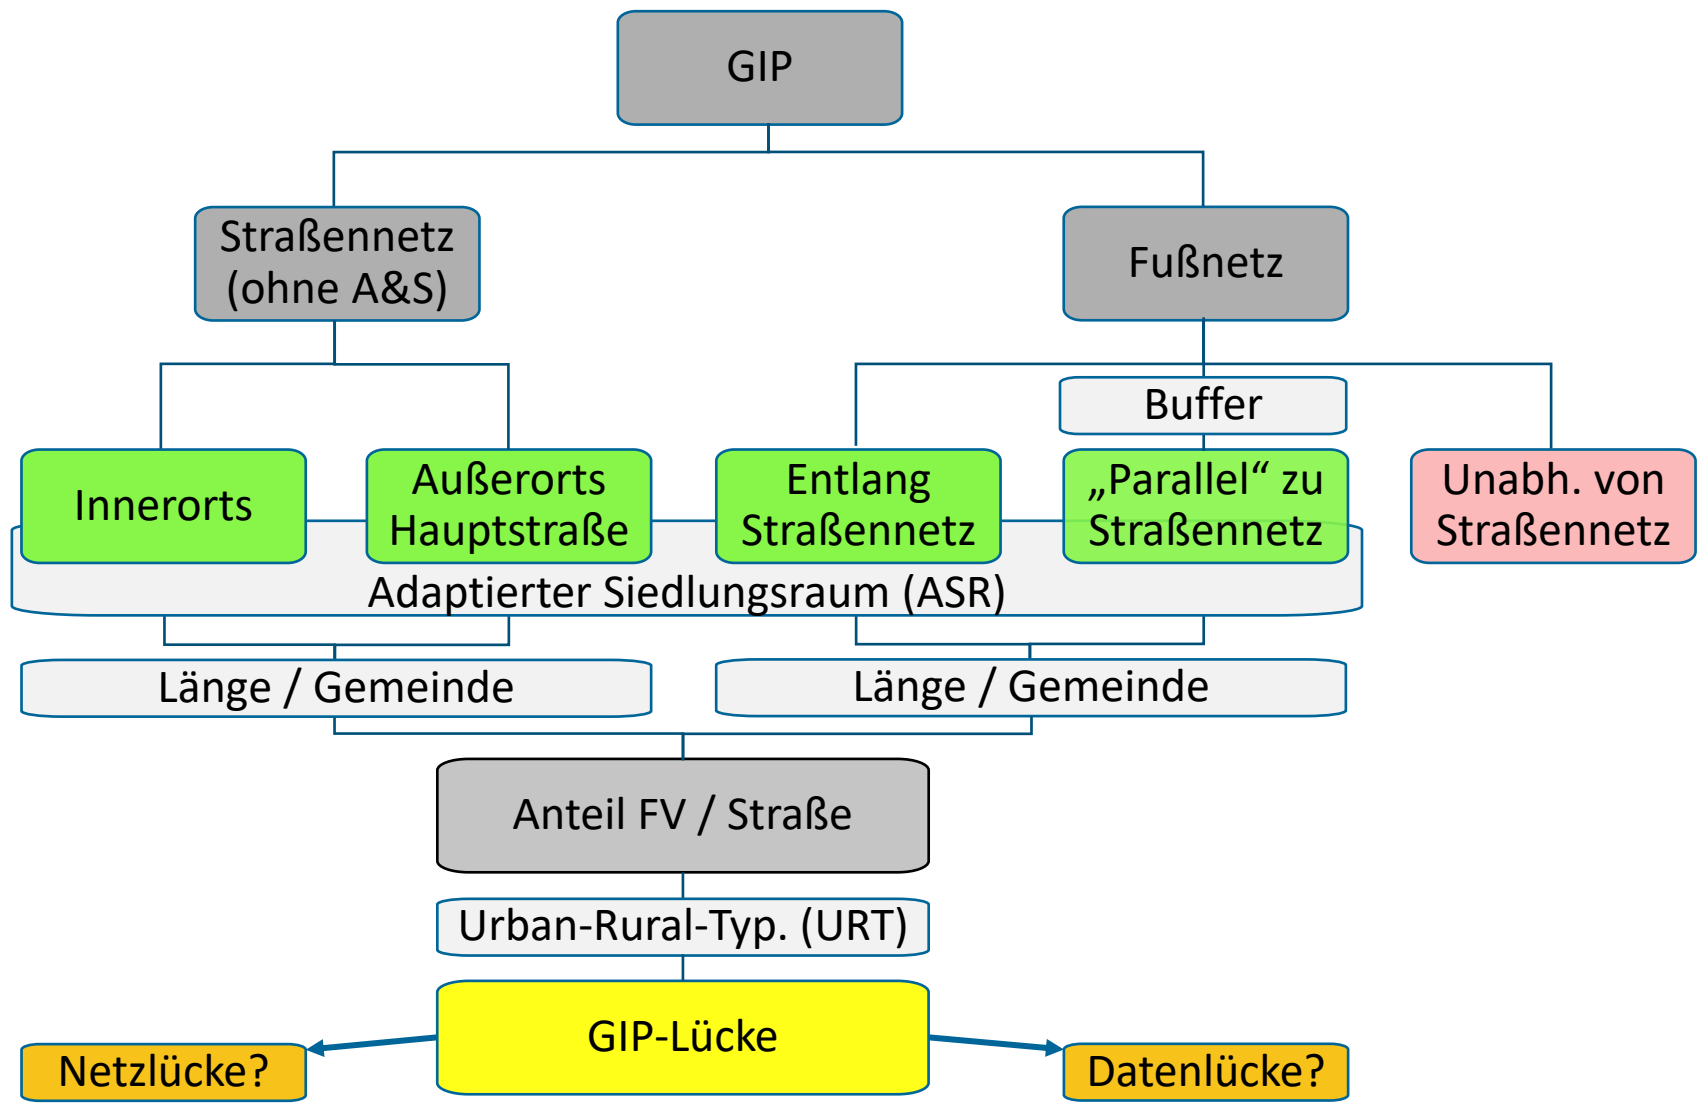 GIP
Straßennetz
(ohne A&S)
Fußnetz
Buffer
Innerorts
Außerorts
Hauptstraße
Entlang
Straßennetz
„Parallel“ zu
Straßennetz
Unabh. von
Straßennetz
Adaptierter Siedlungsraum (ASR)
Länge / Gemeinde
Länge / Gemeinde
Anteil FV / Straße
Urban-Rural-Typ. (URT)
GIP-Lücke
Netzlücke?
Datenlücke?